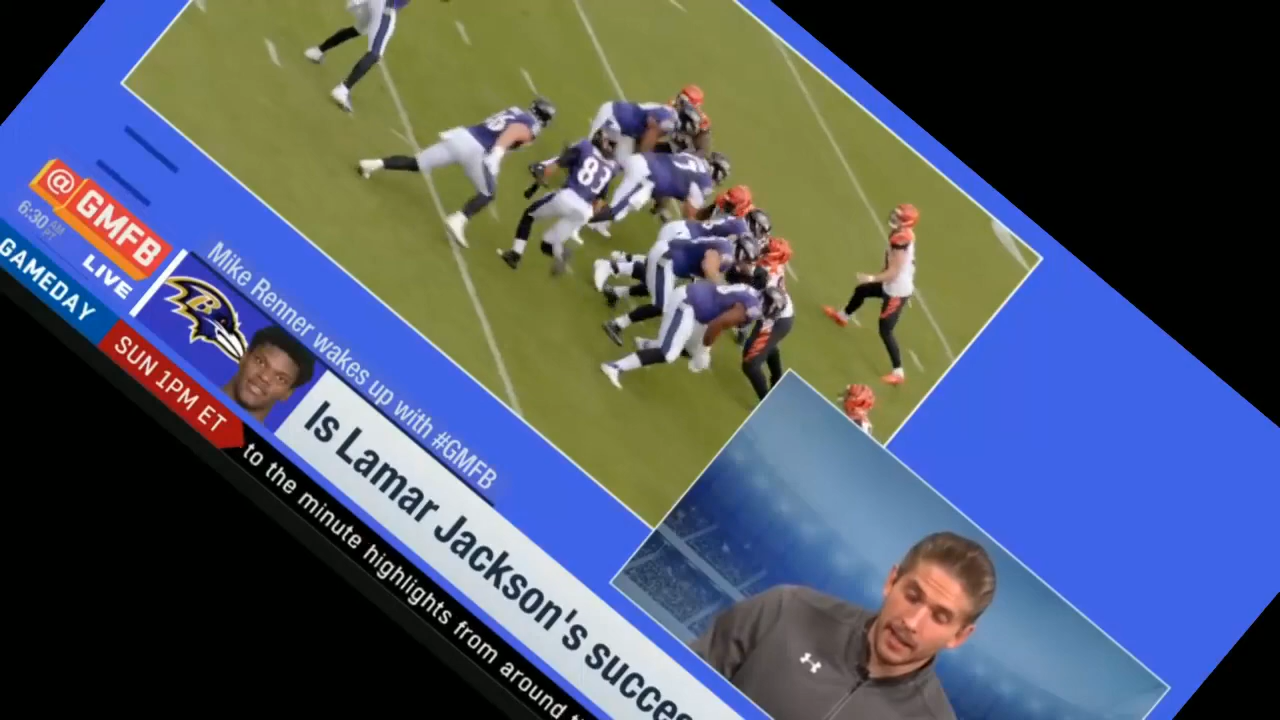 83
@GMFB
6:30 AM PT
LIVE
Mike Renner wakes up with #GMFB
Is Lamar Jackson's succes
GAMEDAY
SUN 1PM ET
to the minute highlights from around